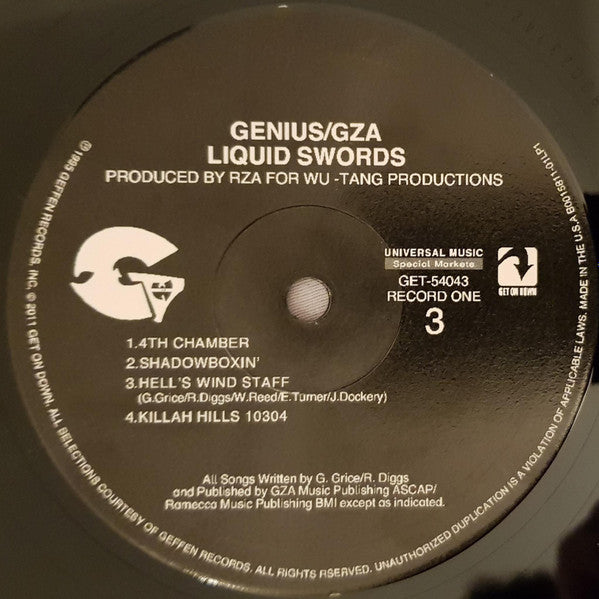 GENIUS/GZA
LIQUID SWORDS
PRODUCED BY RZA FOR WU -TANG PRODUCTIONS
UNIVERSAL MUSIC
Special Markets
GET-54043
RECORD ONE
3
GET ON DOWN
1.4TH CHAMBER
2.SHADOWBOXIN'
3.HELL'S WIND STAFF
(G.Grice/R.Diggs/W.Reed/E.Turner/J.Dockery)
4.KILLAH HILLS 10304
All Songs Written by G. Grice/R. Diggs
and Published by GZA Music Publishing ASCAP/
Ramecca Music Publishing BMI except as indicated.
℗ 1995 GEFFEN RECORDS, INC. © 2011 GET ON DOWN. ALL SELECTIONS COURTESY OF GEFFEN RECORDS. ALL RIGHTS RSERVED. UNAUTHORIZED DUPLICATION IS A VIOLATION OF APPLICABLE LAWS. MADE IN THE U.S.A B0015811-01LP1